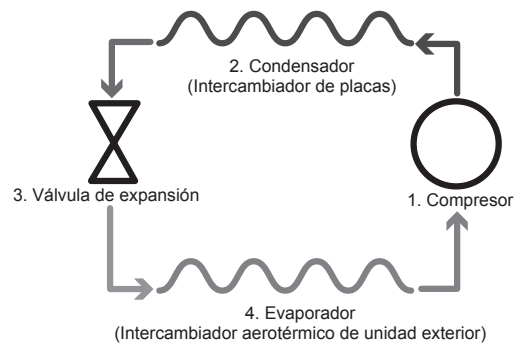 2. Condensador
(Intercambiador de placas)
3. Válvula de expansión
1. Compresor
4. Evaporador
(Intercambiador aerotérmico de unidad exterior)